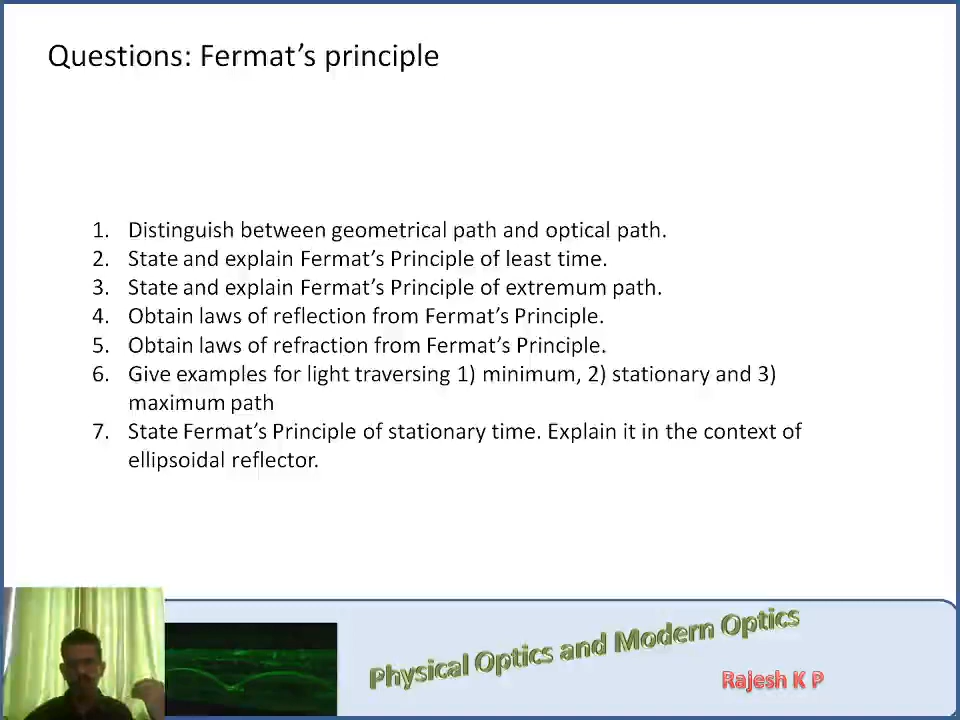 Questions: Fermat’s principle
1. Distinguish between geometrical path and optical path.
2. State and explain Fermat’s Principle of least time.
3. State and explain Fermat’s Principle of extremum path.
4. Obtain laws of reflection from Fermat’s Principle.
5. Obtain laws of refraction from Fermat’s Principle.
6. Give examples for light traversing 1) minimum, 2) stationary and 3)
maximum path
7. State Fermat’s Principle of stationary time. Explain it in the context of
ellipsoidal reflector.
Physical Optics and Modern Optics
Rajesh K P